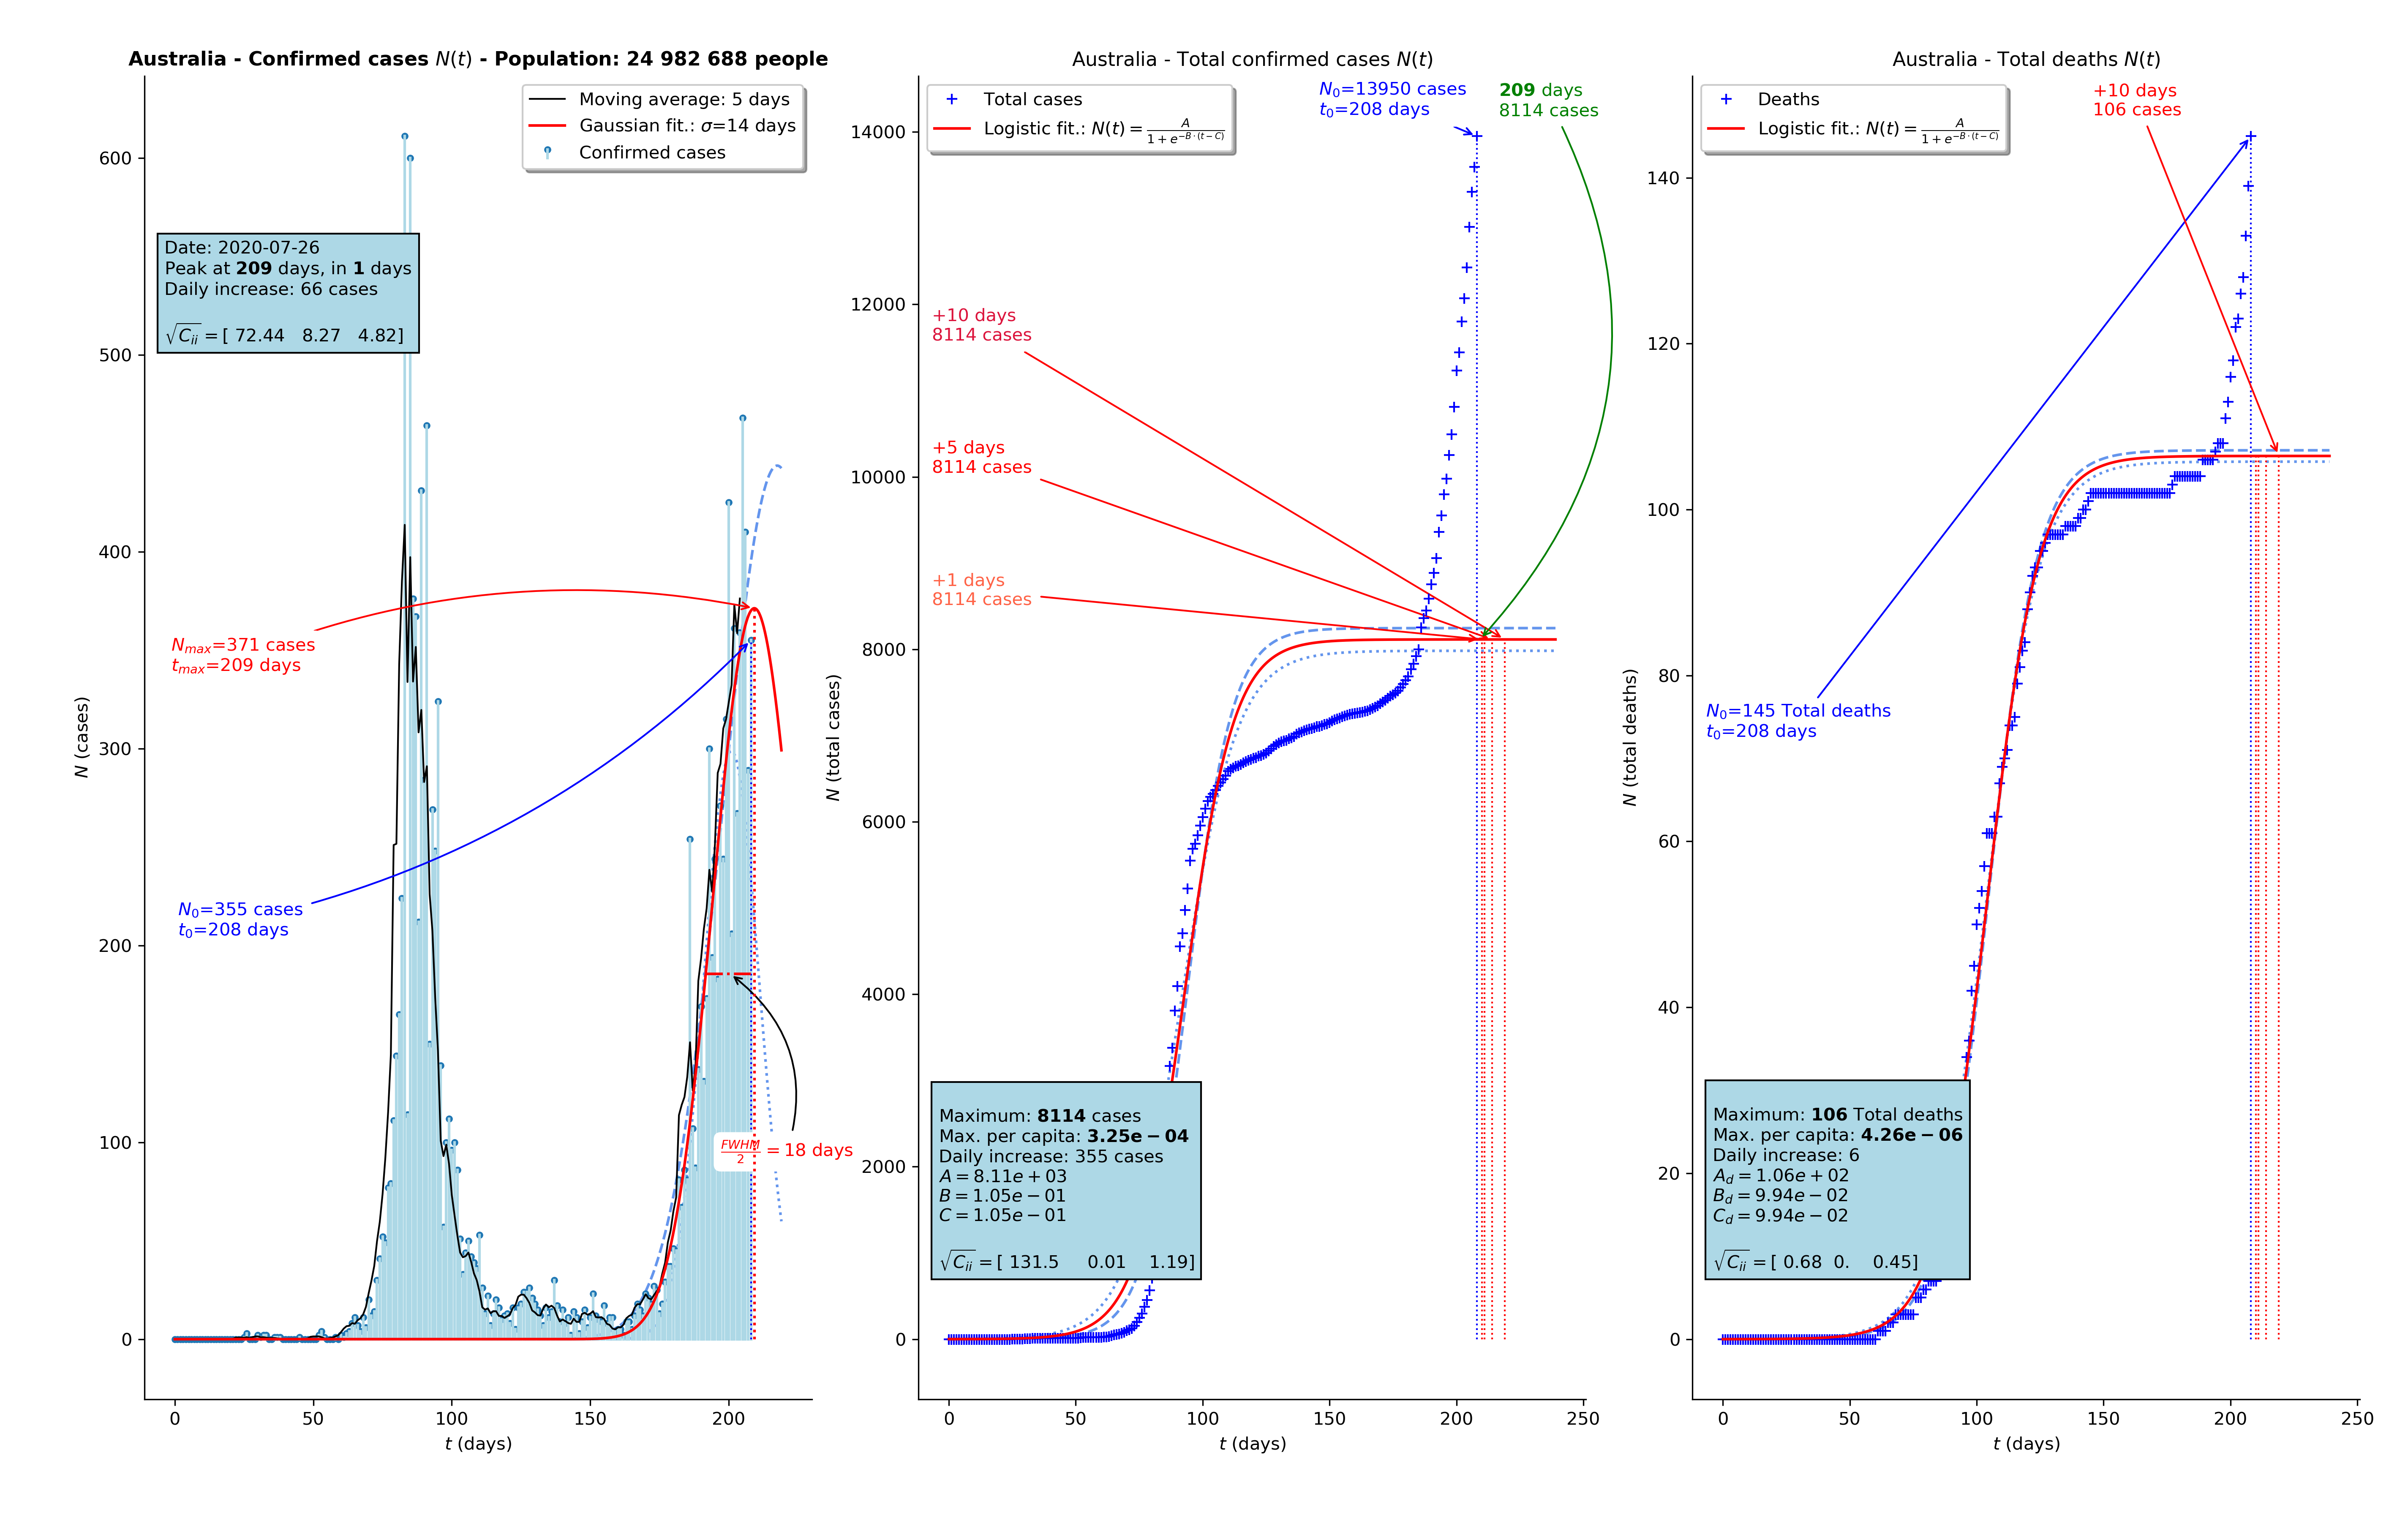 Australia - Confirmed cases N(t) - Population: 24 982 688 people
Moving average: 5 days
Gaussian fit.: σ=14 days
Confirmed cases
Date: 2020-07-26
Peak at 209 days, in 1 days
Daily increase: 66 cases
√C_ii = [ 72.44 8.27 4.82]
N_max=371 cases
t_max=209 days
N_0=355 cases
t_0=208 days
FWHM/2 = 18 days
N (cases)
600
500
400
300
200
100
0
0 50 100 150 200
t (days)
Australia - Total confirmed cases N(t)
Total cases
Logistic fit.: N(t) = A/(1 + e^{-B·(t-C)})
N_0=13950 cases
t_0=208 days
209 days
8114 cases
+10 days
8114 cases
+5 days
8114 cases
+1 days
8114 cases
Maximum: 8114 cases
Max. per capita: 3.25e − 04
Daily increase: 355 cases
A = 8.11e + 03
B = 1.05e − 01
C = 1.05e − 01
√C_ii = [ 131.5 0.01 1.19]
N (total cases)
14000
12000
10000
8000
6000
4000
2000
0
0 50 100 150 200 250
t (days)
Australia - Total deaths N(t)
Deaths
Logistic fit.: N(t) = A/(1 + e^{-B·(t-C)})
+10 days
106 cases
N_0=145 Total deaths
t_0=208 days
Maximum: 106 Total deaths
Max. per capita: 4.26e − 06
Daily increase: 6
A_d = 1.06e + 02
B_d = 9.94e − 02
C_d = 9.94e − 02
√C_ii = [ 0.68 0. 0.45]
N (total deaths)
140
120
100
80
60
40
20
0
0 50 100 150 200 250
t (days)